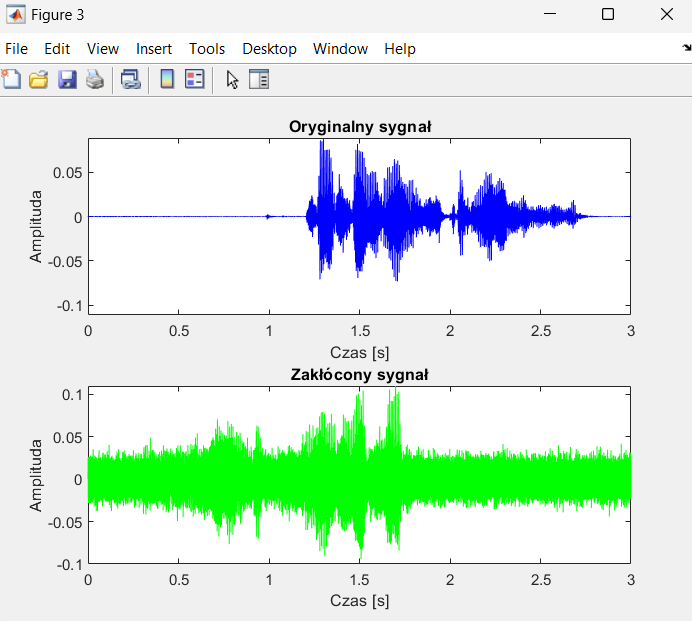 Figure 3
File Edit View Insert Tools Desktop Window Help
Oryginalny sygnał
Amplituda
0.05
0
-0.05
-0.1
0 0.5 1 1.5 2 2.5 3
Czas [s]
Zakłócony sygnał
Amplituda
0.1
0.05
0
-0.05
-0.1
0 0.5 1 1.5 2 2.5 3
Czas [s]